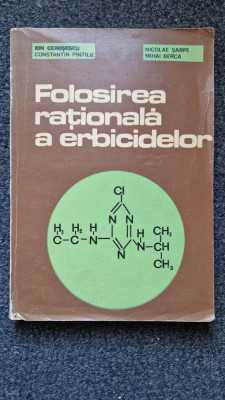 ION CEAUȘESCU
CONSTANTIN PINTILIE
NICOLAE ȘARPE
MIHAI BERCA
Folosirea
rațională
a erbicidelor
Cl
N N
H₃ H₂ H
C–C–N
N
H
N–CH
CH₃
CH₃